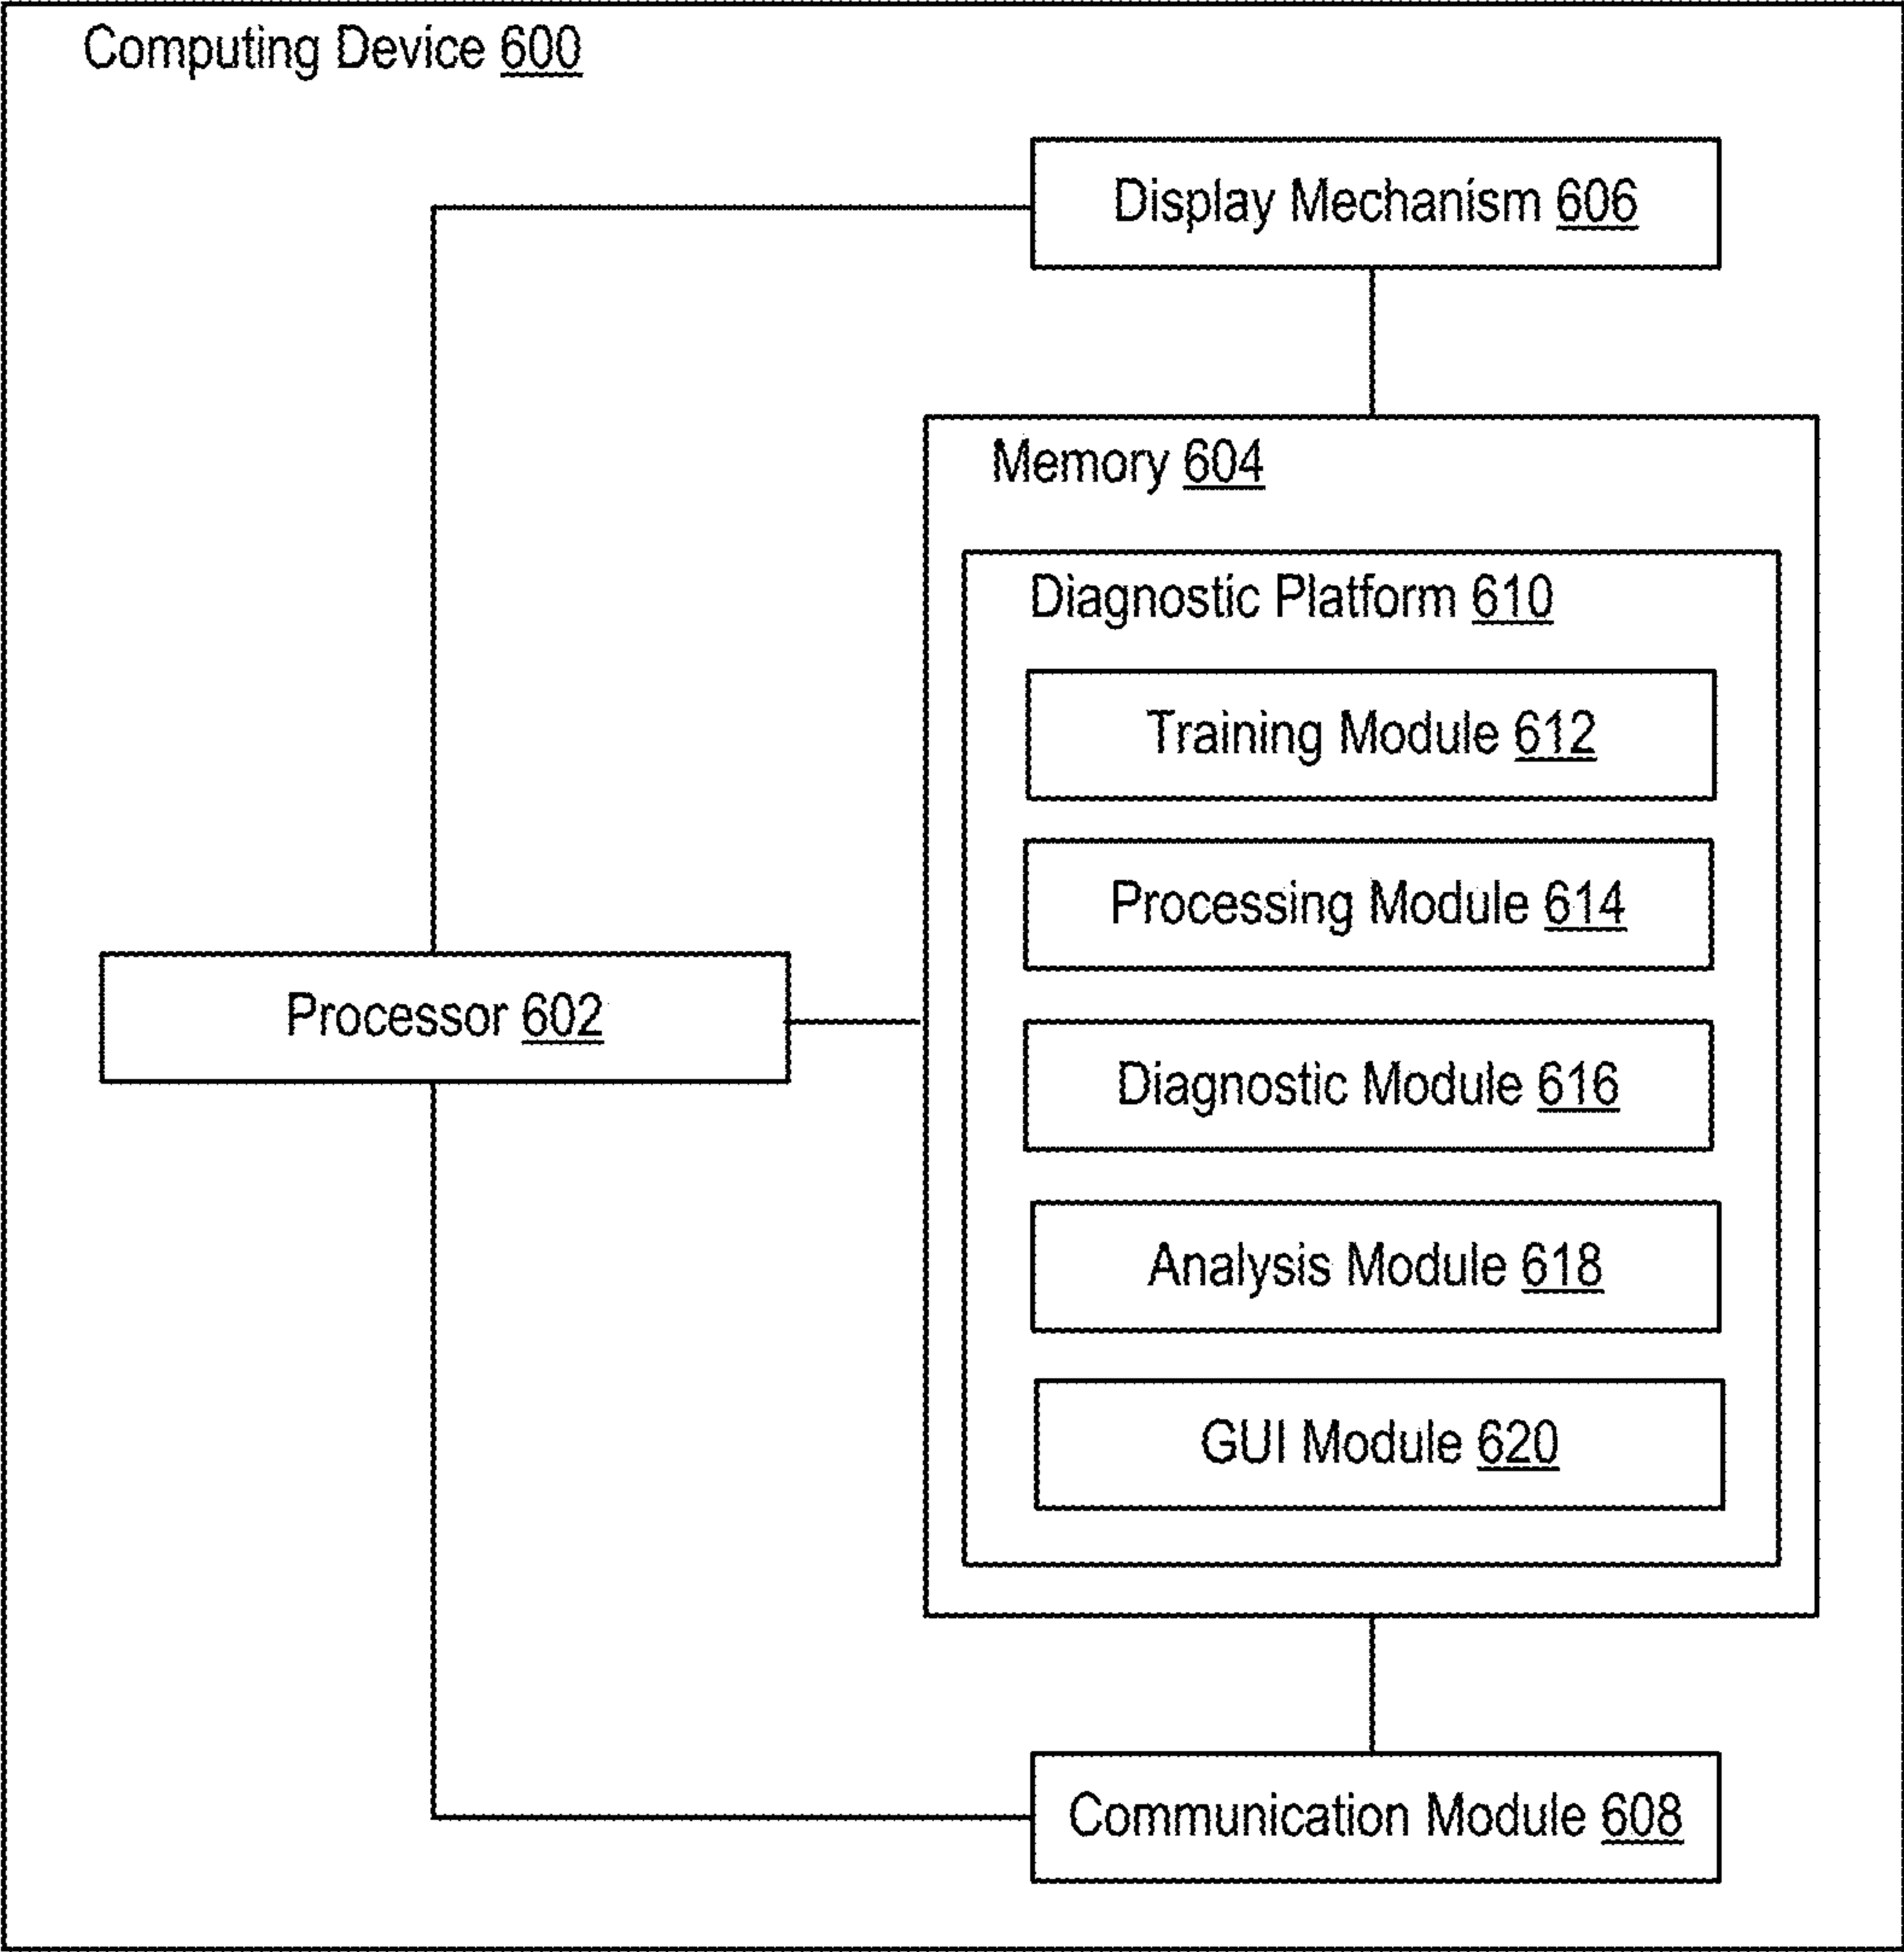 Computing Device 600
Display Mechanism 606
Memory 604
Diagnostic Platform 610
Training Module 612
Processing Module 614
Processor 602
Diagnostic Module 616
Analysis Module 618
GUI Module 620
Communication Module 608